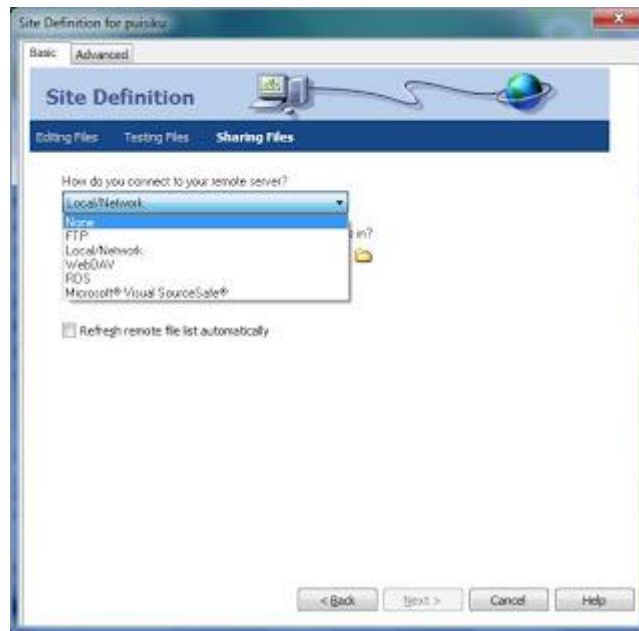 Site Definition for puisiku
Basic Advanced
Site Definition
Editing Files Testing Files Sharing Files
How do you connect to your remote server?
Local/Network
None
FTP
in?
Local/Network
WebDAV
RDS
Microsoft® Visual SourceSafe®
Refresh remote file list automatically
< Back Next > Cancel Help